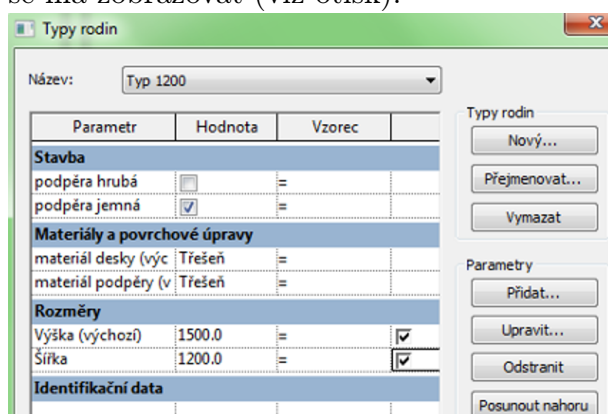 se má zobrazovat (viz otisk).
Typy rodin
Název: Typ 1200
Parametr Hodnota Vzorec
Stavba
podpěra hrubá =
podpěra jemná =
Materiály a povrchové úpravy
materiál desky (výc Třešeň =
materiál podpěry (v Třešeň =
Rozměry
Výška (výchozí) 1500.0 =
Šířka 1200.0 =
Identifikační data
Typy rodin
Nový...
Přejmenovat...
Vymazat
Parametry
Přidat...
Upravit...
Odstranit
Posunout nahoru